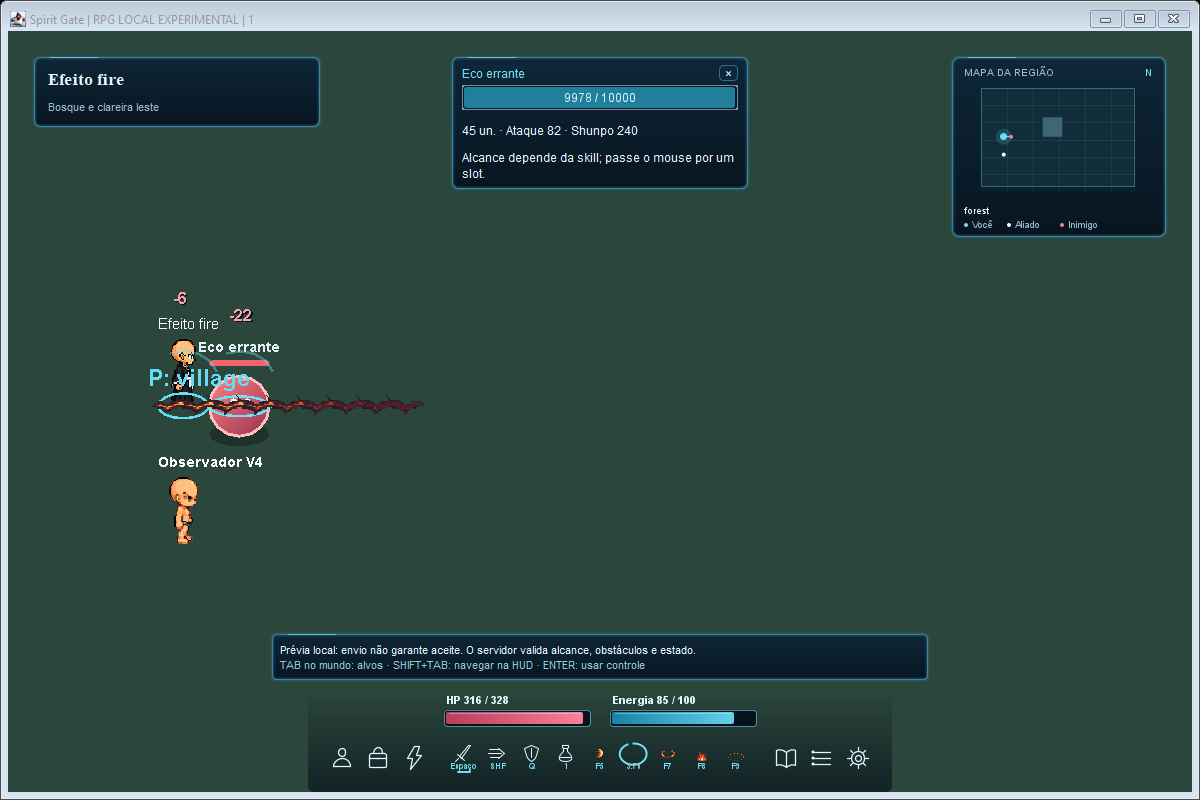 Spirit Gate | RPG LOCAL EXPERIMENTAL | 1
Efeito fire
Bosque e clareira leste
Eco errante
9978 / 10000
45 un. · Ataque 82 · Shunpo 240
Alcance depende da skill; passe o mouse por um
slot.
MAPA DA REGIÃO
N
forest
Você
Aliado
Inimigo
-6
-22
Efeito fire
Eco errante
P: village
Observador V4
Prévia local: envio não garante aceite. O servidor valida alcance, obstáculos e estado.
TAB no mundo: alvos · SHIFT+TAB: navegar na HUD · ENTER: usar controle
HP 316 / 328
Energia 85 / 100
Espaço
SHF
Q
1
F5
F7
F8
F9